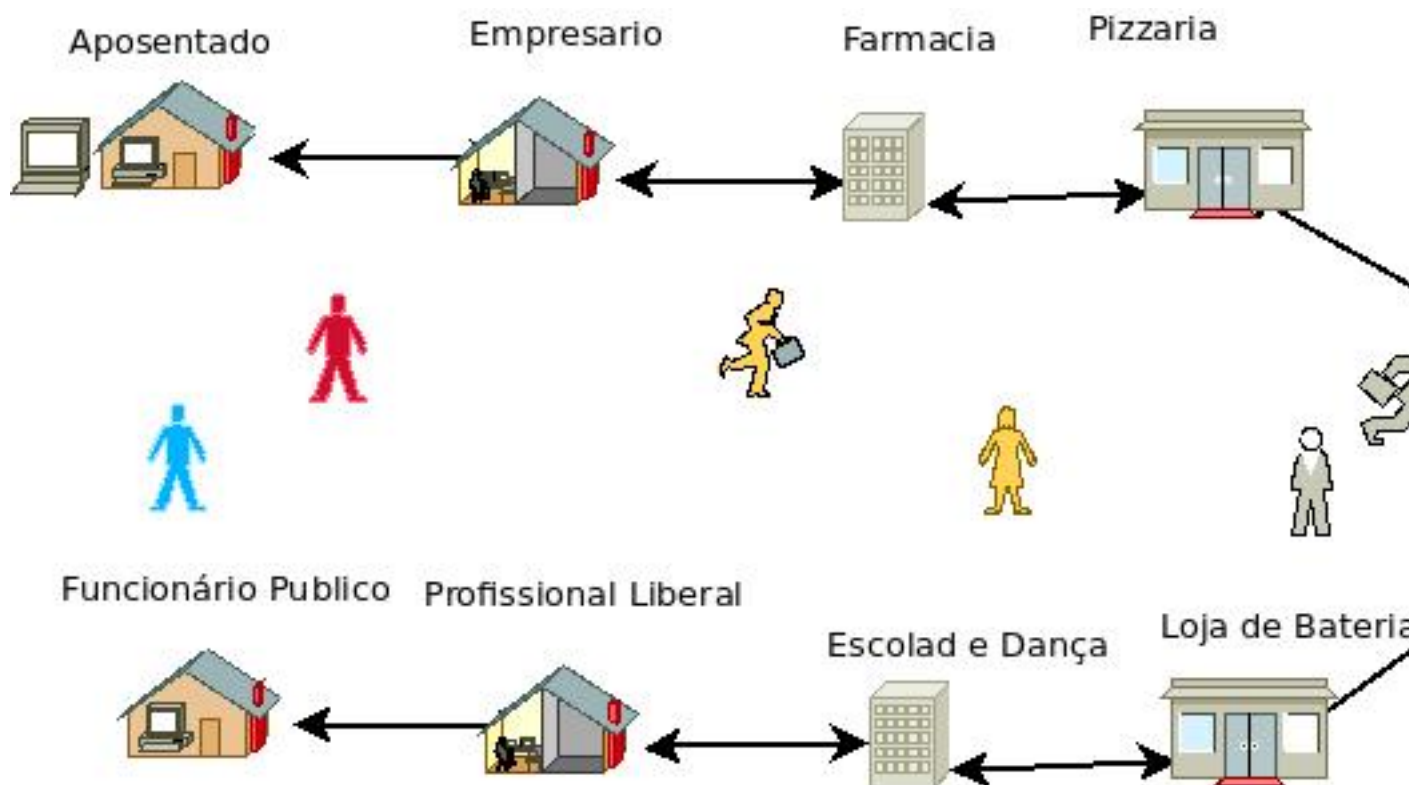 Aposentado
Empresario
Farmacia
Pizzaria
Funcionário Publico
Profissional Liberal
Escolad e Dança
Loja de Bateria